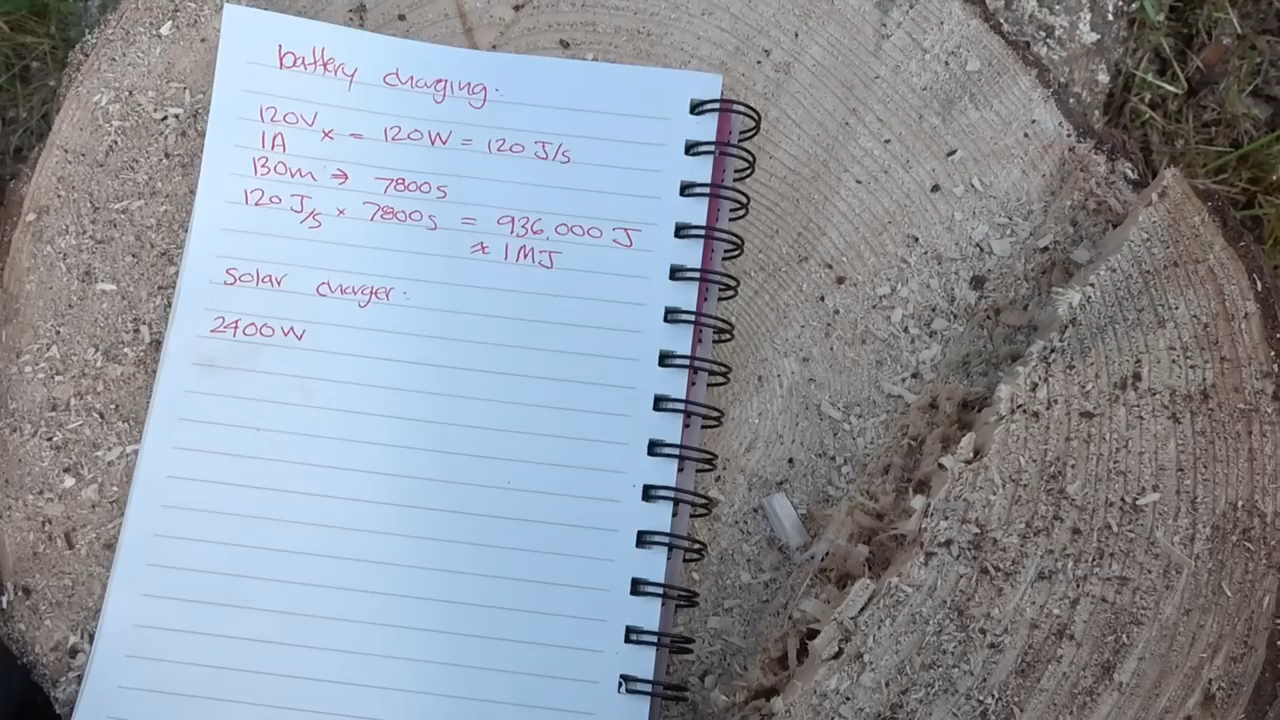 battery charging:
120V x = 120W = 120 J/s
1A
130m → 7800s
120 J/s x 7800s = 936,000 J
≈ 1MJ
solar charger:
2400W